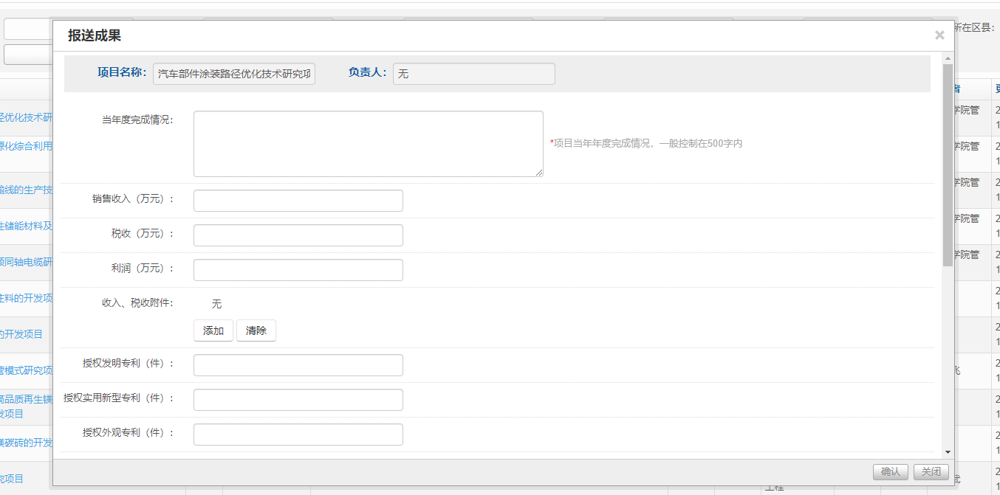 报送成果
×
所在区县：
项目名称：
汽车部件涂装路径优化技术研究项
负责人：
无
当年度完成情况：
*项目当年年度完成情况，一般控制在500字内
销售收入（万元）：
税收（万元）：
利润（万元）：
收入、税收附件：
无
添加
清除
授权发明专利（件）：
授权实用新型专利（件）：
授权外观专利（件）：
确认
关闭
径优化技术研
源化综合利用
输线的生产技
性储能材料及
频同轴电缆研
注料的开发项
的开发项目
管模式研究项
高品质再生镁
发项目
镁碳砖的开发
究项目
者
学院管
学院管
学院管
学院管
学院管
飞
工程